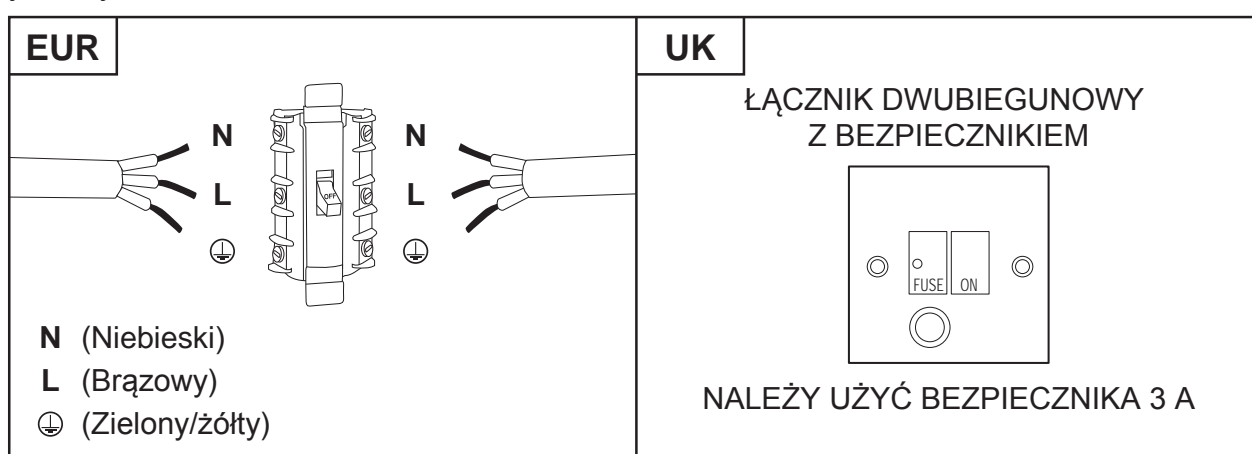 EUR
N
N
L
L
OFF
N (Niebieski)
L (Brązowy)
(Zielony/żółty)
UK
ŁĄCZNIK DWUBIEGUNOWY
Z BEZPIECZNIKIEM
FUSE ON
NALEŻY UŻYĆ BEZPIECZNIKA 3 A